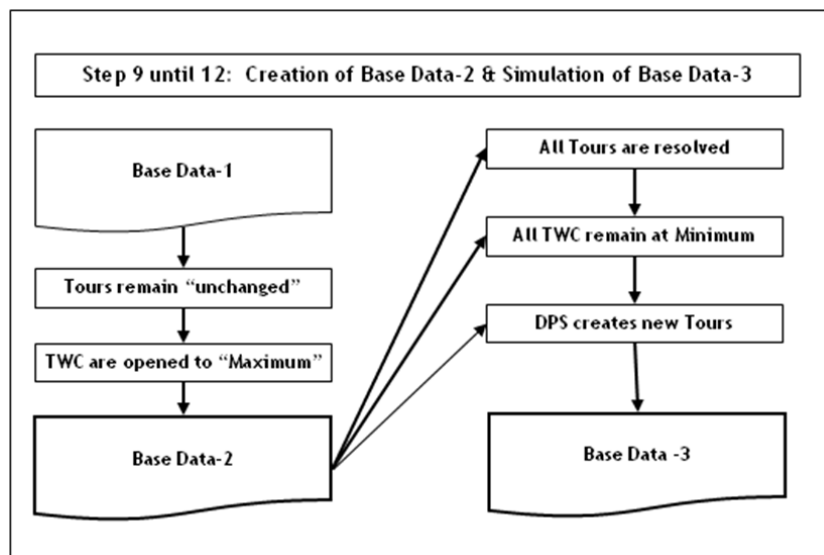 Step 9 until 12: Creation of Base Data-2 & Simulation of Base Data-3
Base Data-1
Tours remain “unchanged”
TWC are opened to “Maximum”
Base Data-2
All Tours are resolved
All TWC remain at Minimum
DPS creates new Tours
Base Data -3